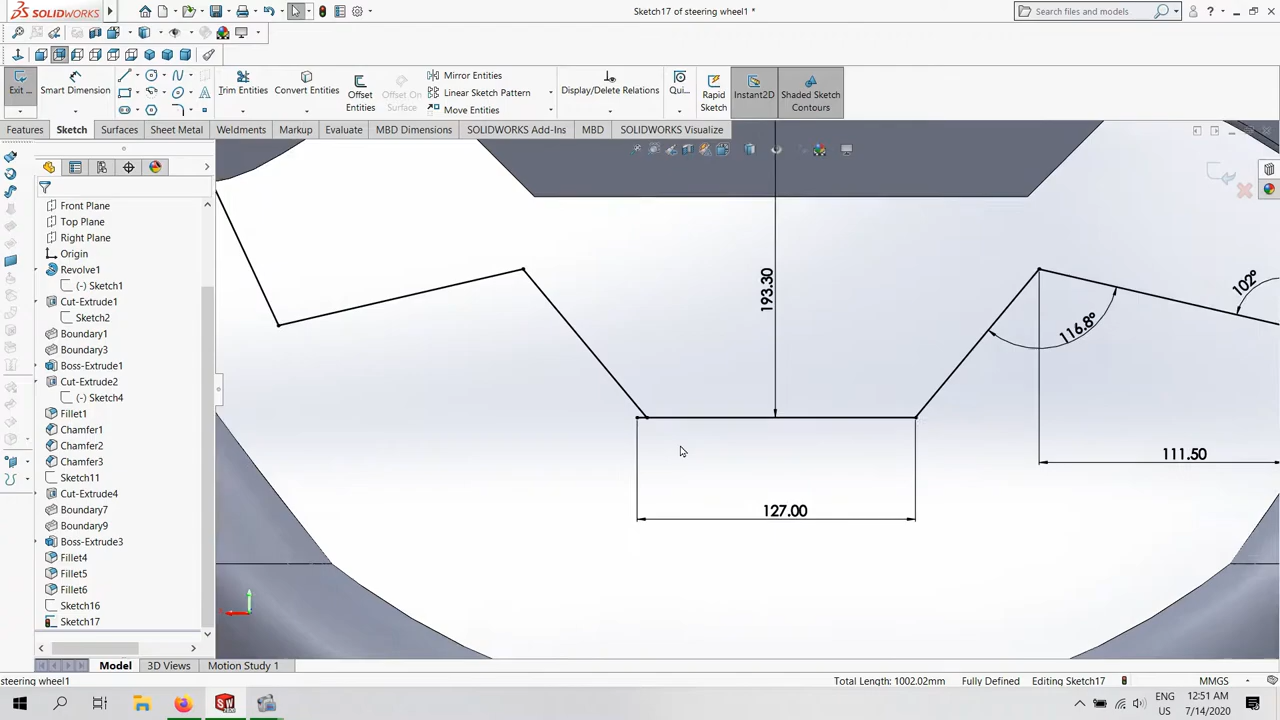 SOLIDWORKS
Sketch17 of steering wheel1 *
Search files and models
Exit ...
Smart Dimension
Trim Entities
Convert Entities
Offset Entities
Offset On Surface
Mirror Entities
Linear Sketch Pattern
Move Entities
Display/Delete Relations
Qui...
Rapid Sketch
Instant2D
Shaded Sketch Contours
Features
Sketch
Surfaces
Sheet Metal
Weldments
Markup
Evaluate
MBD Dimensions
SOLIDWORKS Add-Ins
MBD
SOLIDWORKS Visualize
Front Plane
Top Plane
Right Plane
Origin
Revolve1
(-) Sketch1
Cut-Extrude1
Sketch2
Boundary1
Boundary3
Boss-Extrude1
Cut-Extrude2
(-) Sketch4
Fillet1
Chamfer1
Chamfer2
Chamfer3
Sketch11
Cut-Extrude4
Boundary7
Boundary9
Boss-Extrude3
Fillet4
Fillet5
Fillet6
Sketch16
Sketch17
193.30
102°
116.8°
111.50
127.00
Model
3D Views
Motion Study 1
steering wheel1
Total Length: 1002.02mm
Fully Defined
Editing Sketch17
MMGS
ENG
US
12:51 AM
7/14/2020